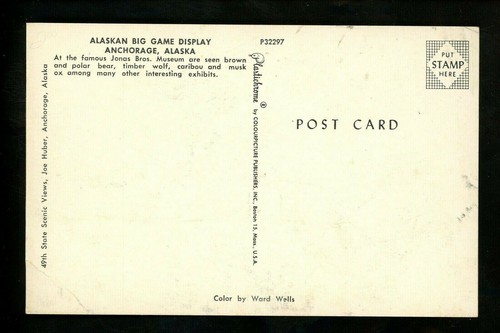 ALASKAN BIG GAME DISPLAY
ANCHORAGE, ALASKA
At the famous Jonas Bros. Museum are seen brown
and polar bear, timber wolf, caribou and musk
ox among many other interesting exhibits.
P32297
49th State Scenic Views, Joe Huber, Anchorage, Alaska
Plastichrome ® by COLOURPICTURE PUBLISHERS, INC., Boston 15, Mass., U.S.A.
PUT
STAMP
HERE
POST CARD
Color by Ward Wells